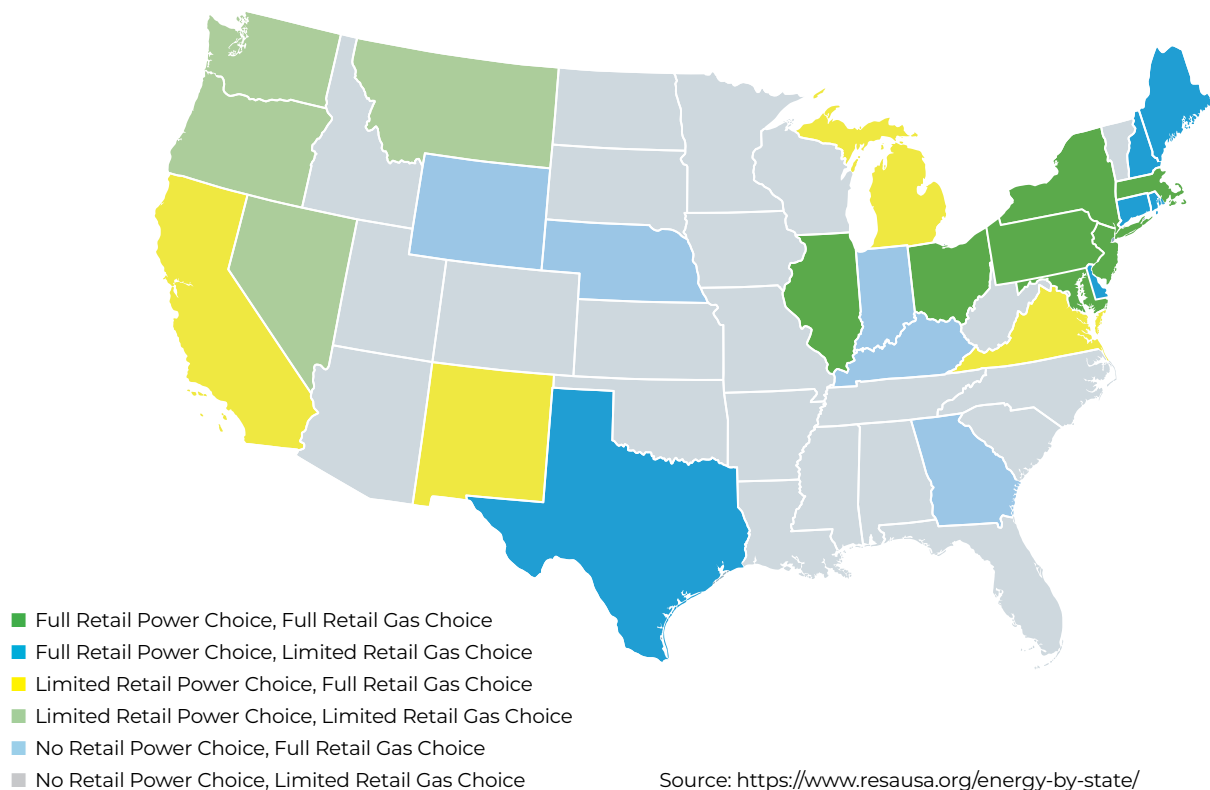 Full Retail Power Choice, Full Retail Gas Choice
Full Retail Power Choice, Limited Retail Gas Choice
Limited Retail Power Choice, Full Retail Gas Choice
Limited Retail Power Choice, Limited Retail Gas Choice
No Retail Power Choice, Full Retail Gas Choice
No Retail Power Choice, Limited Retail Gas Choice
Source: https://www.resausa.org/energy-by-state/